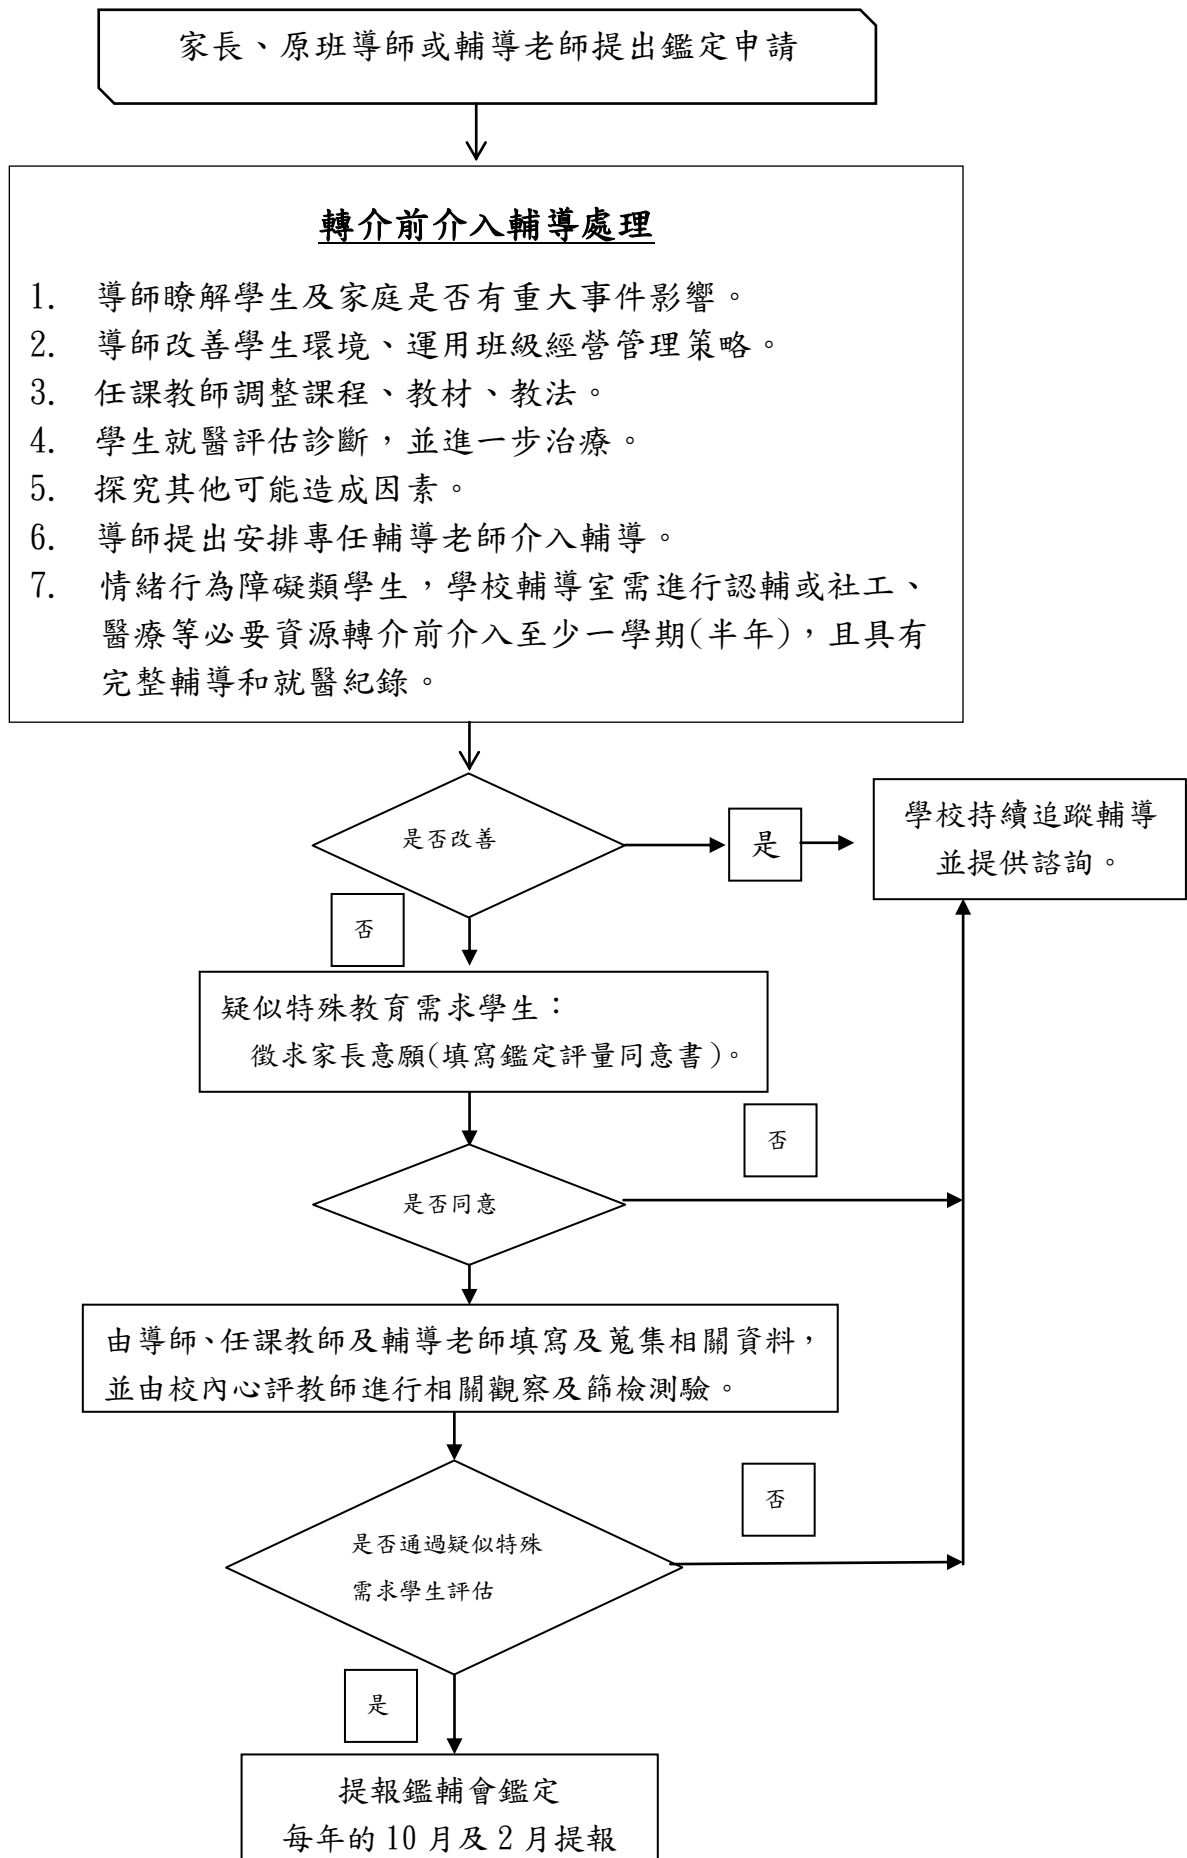 家長、原班導師或輔導老師提出鑑定申請
轉介前介入輔導處理
1. 導師瞭解學生及家庭是否有重大事件影響。
2. 導師改善學生環境、運用班級經營管理策略。
3. 任課教師調整課程、教材、教法。
4. 學生就醫評估診斷，並進一步治療。
5. 探究其他可能造成因素。
6. 導師提出安排專任輔導老師介入輔導。
7. 情緒行為障礙類學生，學校輔導室需進行認輔或社工、
醫療等必要資源轉介前介入至少一學期(半年)，且具有
完整輔導和就醫紀錄。
是否改善
是
學校持續追蹤輔導
並提供諮詢。
否
疑似特殊教育需求學生：
徵求家長意願(填寫鑑定評量同意書)。
否
是否同意
由導師、任課教師及輔導老師填寫及蒐集相關資料，
並由校內心評教師進行相關觀察及篩檢測驗。
否
是否通過疑似特殊
需求學生評估
是
提報鑑輔會鑑定
每年的 10 月及 2 月提報